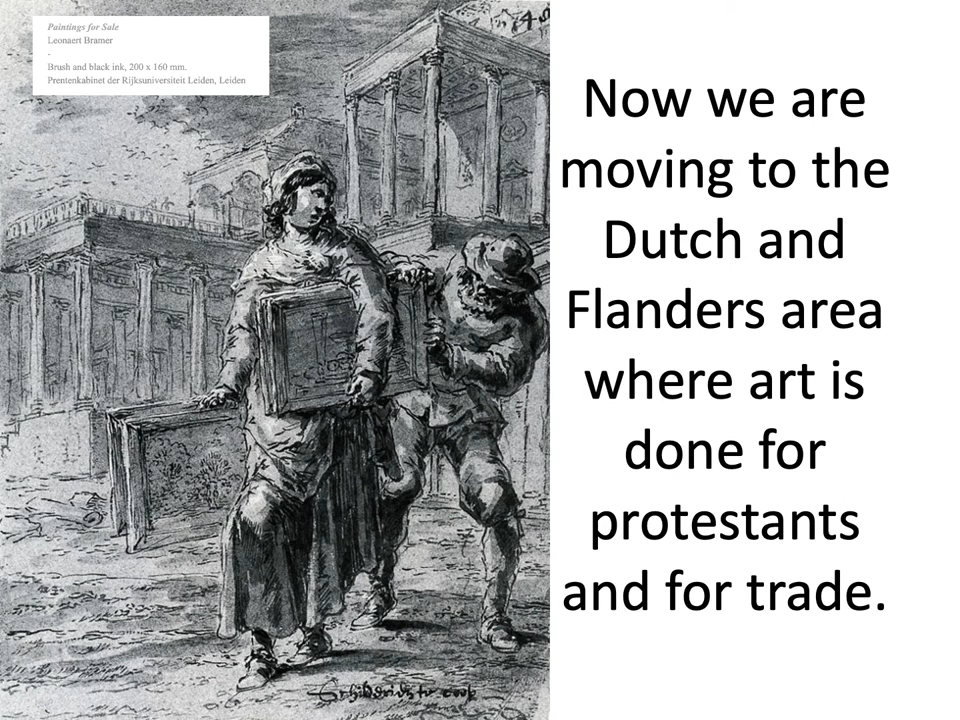 Paintings for Sale
Leonaert Bramer
-
Brush and black ink, 200 x 160 mm.
Prentenkabinet der Rijksuniversiteit Leiden, Leiden
Now we are
moving to the
Dutch and
Flanders area
where art is
done for
protestants
and for trade.